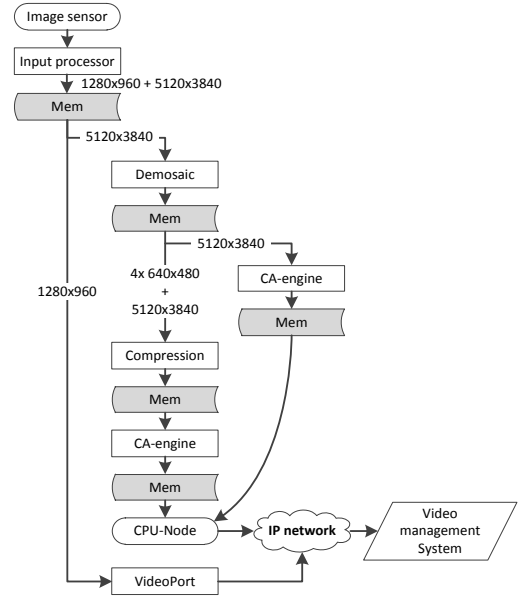 Image sensor
Input processor
1280x960 + 5120x3840
Mem
5120x3840
Demosaic
Mem
5120x3840
4x 640x480
+
5120x3840
CA-engine
1280x960
Mem
Compression
Mem
CA-engine
Mem
CPU-Node
IP network
Video
management
System
VideoPort